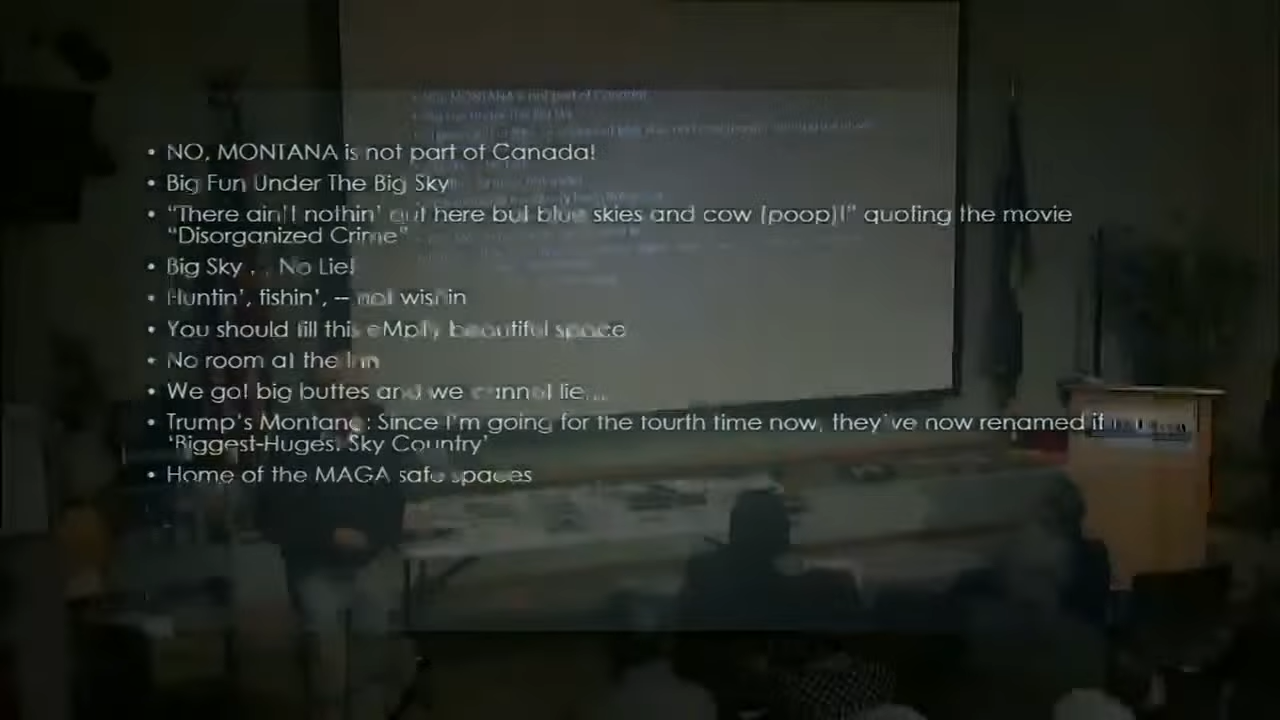 • NO, MONTANA is not part of Canada!
• Big Fun Under The Big Sky
• “There ain't nothin' out here but blue skies and cow (poop)!” quoting the movie
“Disorganized Crime”
• Big Sky . . No Lie!
• Huntin', fishin', -- not wishin
• You should fill this eMpty beautiful space
• No room at the Inn
• We got big buttes and we cannot lie...
• Trump's Montana: Since I'm going for the fourth time now, they've now renamed it
‘Biggest-Hugest Sky Country’
• Home of the MAGA safe spaces